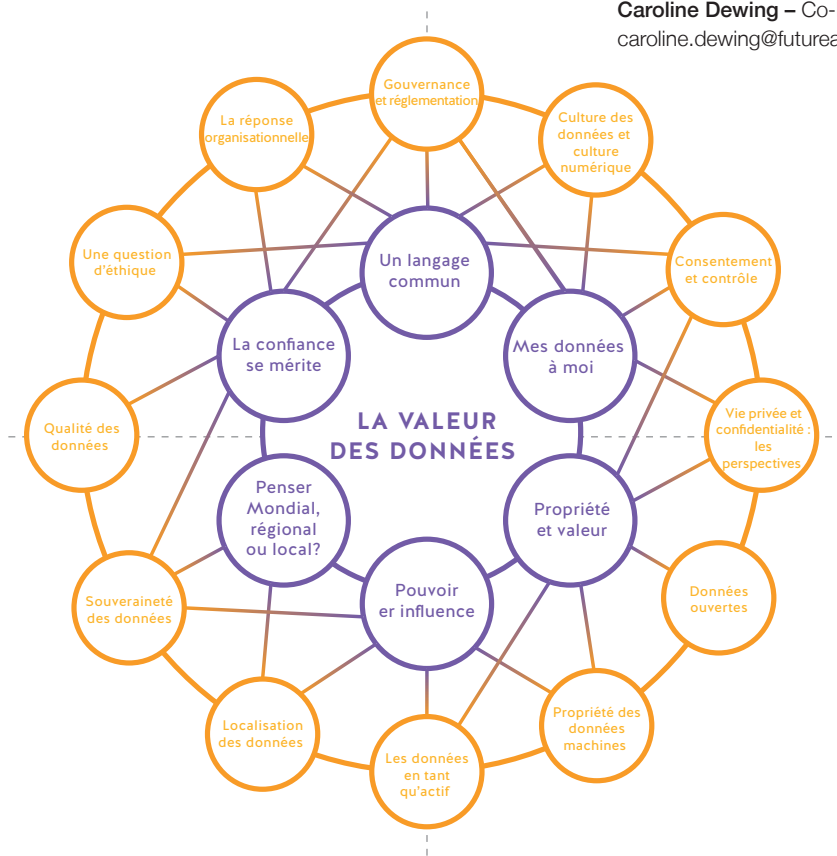 Caroline Dewing – Co-
caroline.dewing@futurea
Gouvernance
et réglementation
Culture des
données et
culture
numérique
Consentement
et contrôle
Vie privée et
confidentialité :
les
perspectives
Données
ouvertes
Propriété des
données
machines
Les données
en tant
qu'actif
Localisation
des données
Souveraineté
des données
Qualité des
données
Une question
d'éthique
La réponse
organisationnelle
Un langage
commun
Mes données
à moi
Propriété
et valeur
Pouvoir
er influence
Penser
Mondial,
régional
ou local?
La confiance
se mérite
LA VALEUR
DES DONNÉES